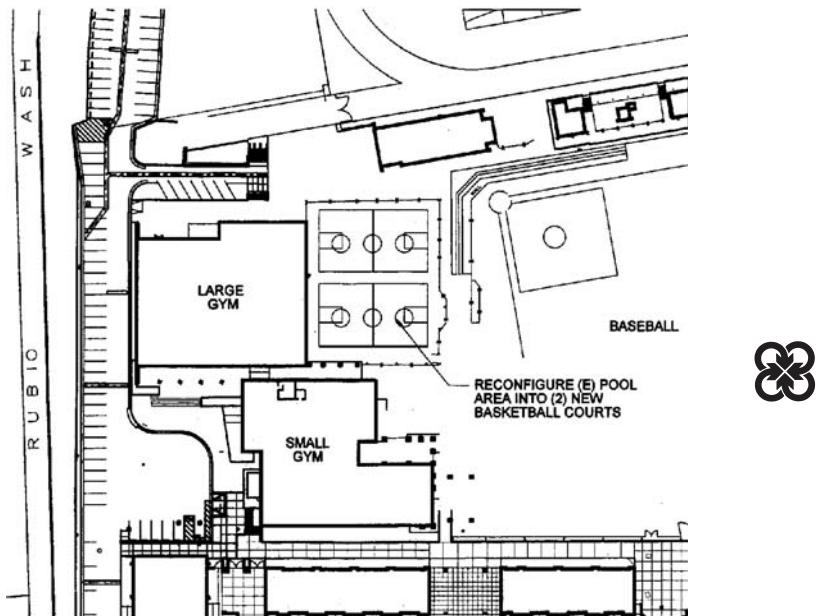 RUBIO WASH
LARGE
GYM
BASEBALL
RECONFIGURE (E) POOL
AREA INTO (2) NEW
BASKETBALL COURTS
SMALL
GYM